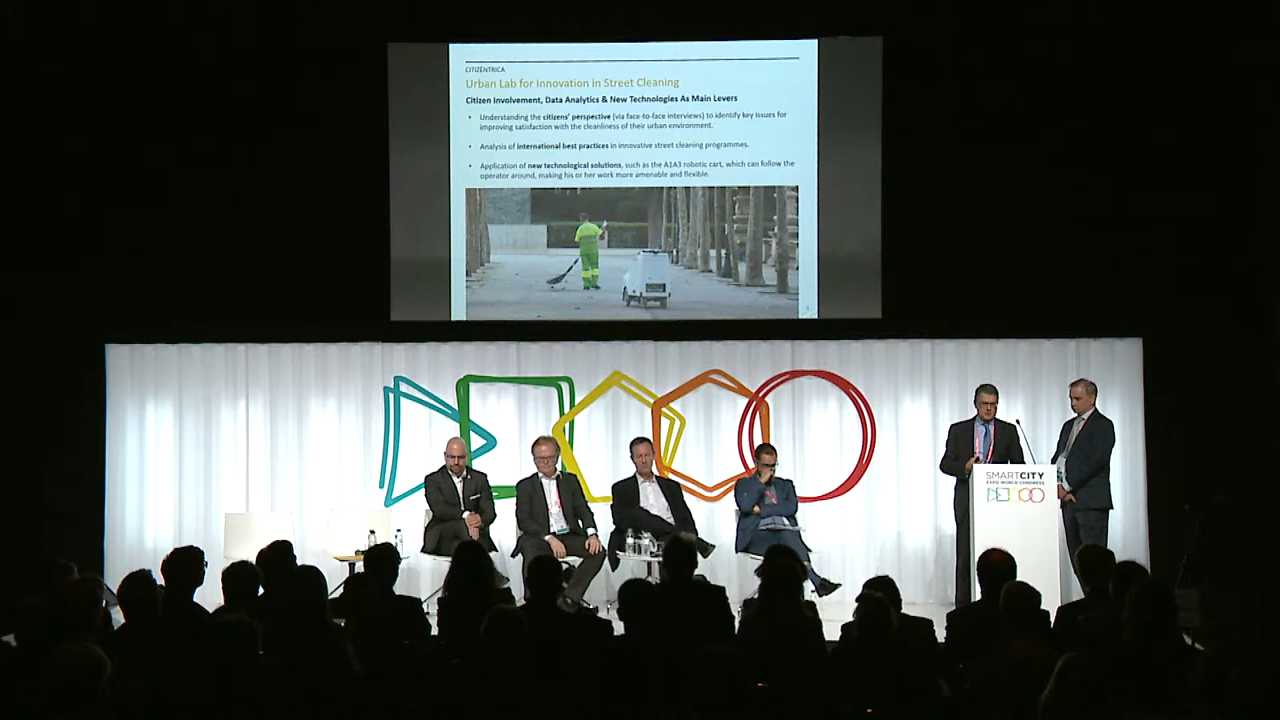 CITIZÉNTRICA
Urban Lab for Innovation in Street Cleaning
Citizen Involvement, Data Analytics & New Technologies As Main Levers
• Understanding the citizens' perspective (via face-to-face interviews) to identify key issues for
improving satisfaction with the cleanliness of their urban environment.
• Analysis of international best practices in innovative street cleaning programmes.
• Application of new technological solutions, such as the A1A3 robotic cart, which can follow the
operator around, making his or her work more amenable and flexible.
SMARTCITY
EXPO WORLD CONGRESS